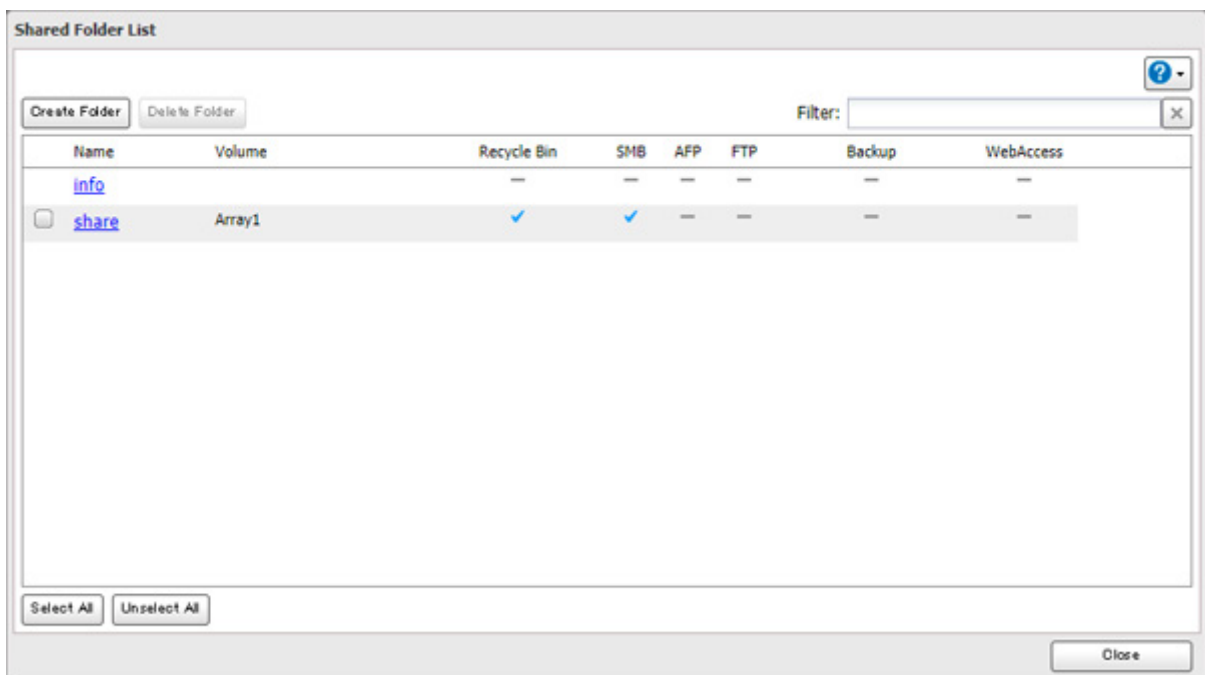 Shared Folder List
?
Create Folder Delete Folder Filter:
Name Volume Recycle Bin SMB AFP FTP Backup WebAccess
info — — — — — —
share Array1 ✓ ✓ — — — —
Select All Unselect All
Close